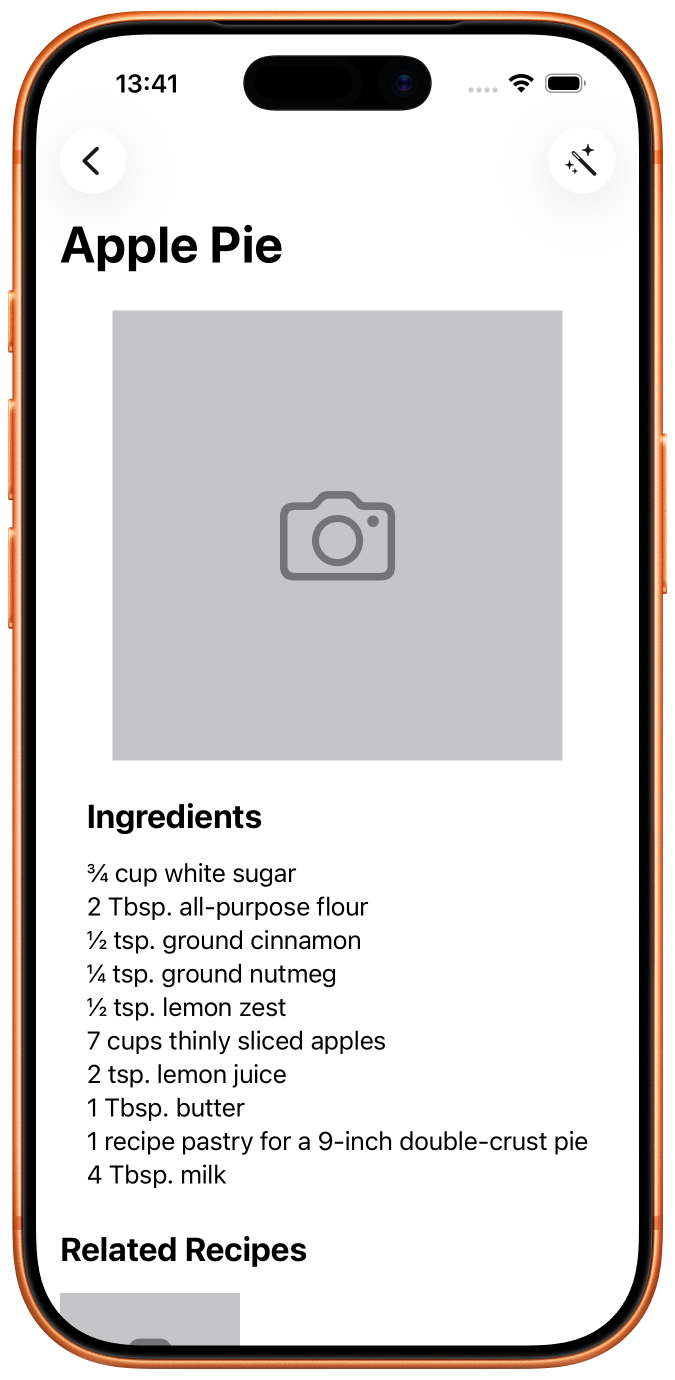 13:41
Apple Pie
Ingredients
¾ cup white sugar
2 Tbsp. all-purpose flour
½ tsp. ground cinnamon
¼ tsp. ground nutmeg
½ tsp. lemon zest
7 cups thinly sliced apples
2 tsp. lemon juice
1 Tbsp. butter
1 recipe pastry for a 9-inch double-crust pie
4 Tbsp. milk
Related Recipes